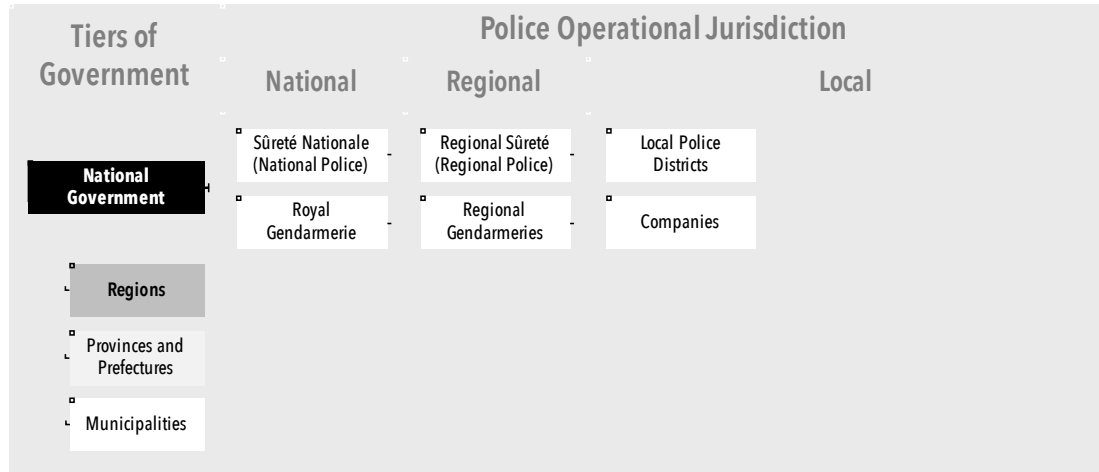 Tiers of
Government
Police Operational Jurisdiction
National
Regional
Local
National
Government
Sûreté Nationale
(National Police)
Regional Sûreté
(Regional Police)
Local Police
Districts
Royal
Gendarmerie
Regional
Gendarmeries
Companies
Regions
Provinces and
Prefectures
Municipalities